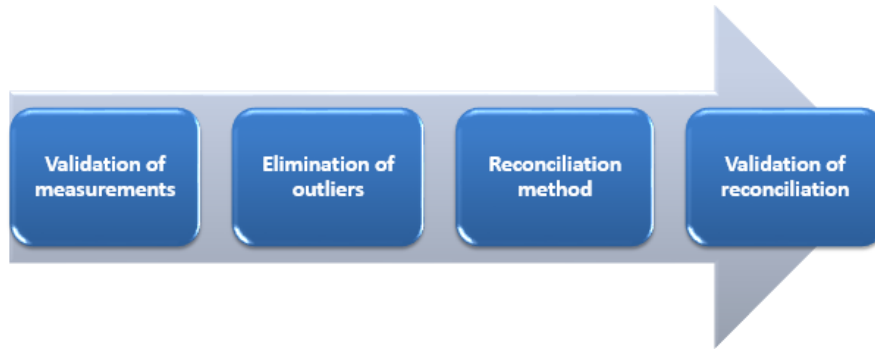 Validation of
measurements
Elimination of
outliers
Reconciliation
method
Validation of
reconciliation